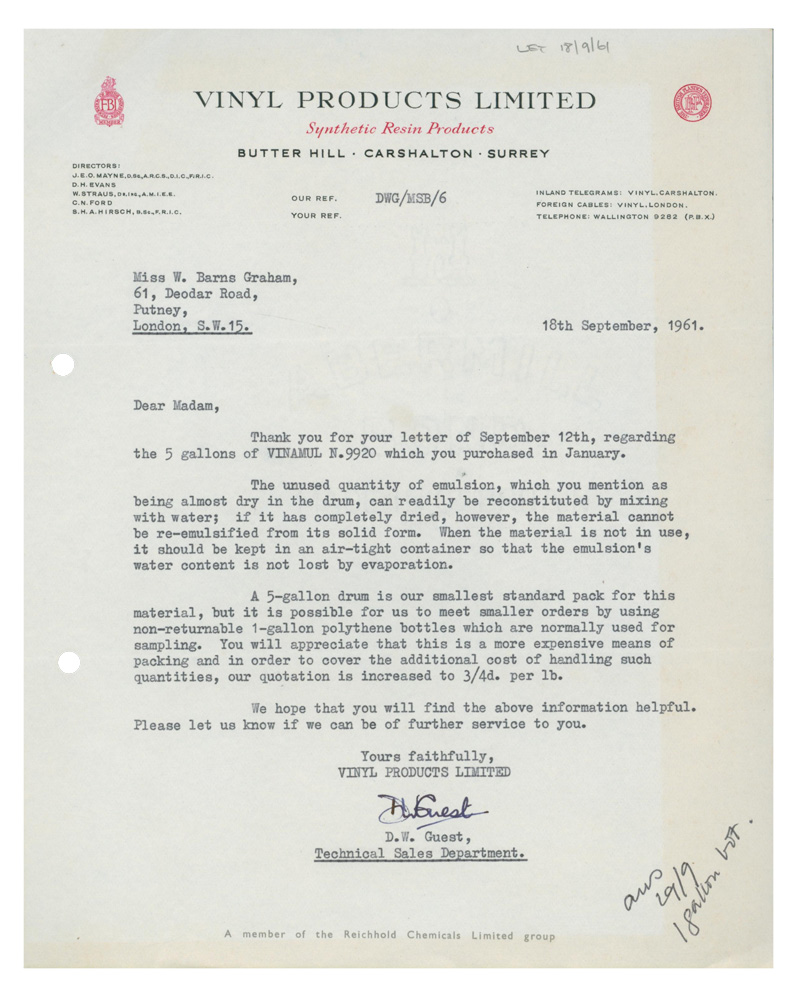 LET 18/9/61
FBI
VINYL PRODUCTS LIMITED
Synthetic Resin Products
BUTTER HILL · CARSHALTON · SURREY
DIRECTORS:
J.E.O. MAYNE, D.Sc., A.R.C.S., D.I.C., F.R.I.C.
D.H. EVANS
W. STRAUS, DR. ING., A.M.I.E.E.
C.N. FORD
S.H.A. HIRSCH, B.Sc., F.R.I.C.
OUR REF. DWG/MSB/6
YOUR REF.
INLAND TELEGRAMS: VINYL, CARSHALTON.
FOREIGN CABLES: VINYL, LONDON.
TELEPHONE: WALLINGTON 9282 (P.B.X.)
Miss W. Barns Graham,
61, Deodar Road,
Putney,
London, S.W.15.
18th September, 1961.
Dear Madam,
Thank you for your letter of September 12th, regarding
the 5 gallons of VINAMUL N.9920 which you purchased in January.
The unused quantity of emulsion, which you mention as
being almost dry in the drum, can readily be reconstituted by mixing
with water; if it has completely dried, however, the material cannot
be re-emulsified from its solid form. When the material is not in use,
it should be kept in an air-tight container so that the emulsion's
water content is not lost by evaporation.
A 5-gallon drum is our smallest standard pack for this
material, but it is possible for us to meet smaller orders by using
non-returnable 1-gallon polythene bottles which are normally used for
sampling. You will appreciate that this is a more expensive means of
packing and in order to cover the additional cost of handling such
quantities, our quotation is increased to 3/4d. per lb.
We hope that you will find the above information helpful.
Please let us know if we can be of further service to you.
Yours faithfully,
VINYL PRODUCTS LIMITED
DWGuest
D.W. Guest,
Technical Sales Department.
ans
29/9
1 gallon bott.
A member of the Reichhold Chemicals Limited group